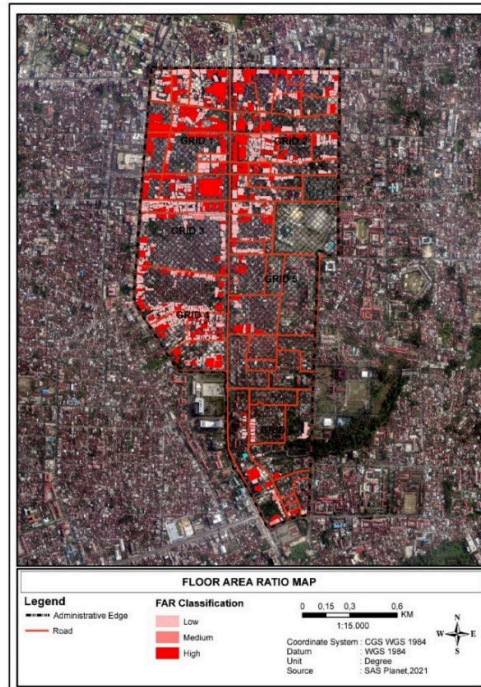 GRID 1
GRID 2
GRID 3
GRID 5
GRID 4
GRID
FLOOR AREA RATIO MAP
Legend
Administrative Edge
Road
FAR Classification
Low
Medium
High
0 0,15 0,3 0,6
KM
1:15.000
N
W E
S
Coordinate System : CGS WGS 1984
Datum : WGS 1984
Unit : Degree
Source : SAS Planet,2021